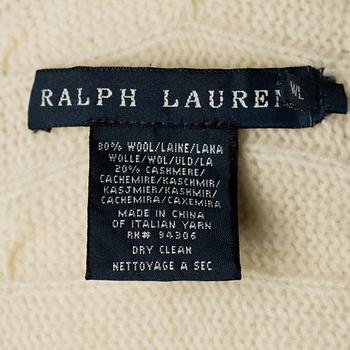 RALPH LAUREN
WL
80% WOOL/LAINE/LANA
WOLLE/WOL/ULD/LA
20% CASHMERE/
CACHEMIRE/KASCHMIR/
KASJMIER/KASHMIR/
CACHEMIRA/CAXEMIRA
MADE IN CHINA
OF ITALIAN YARN
RN# 94306
DRY CLEAN
NETTOYAGE A SEC